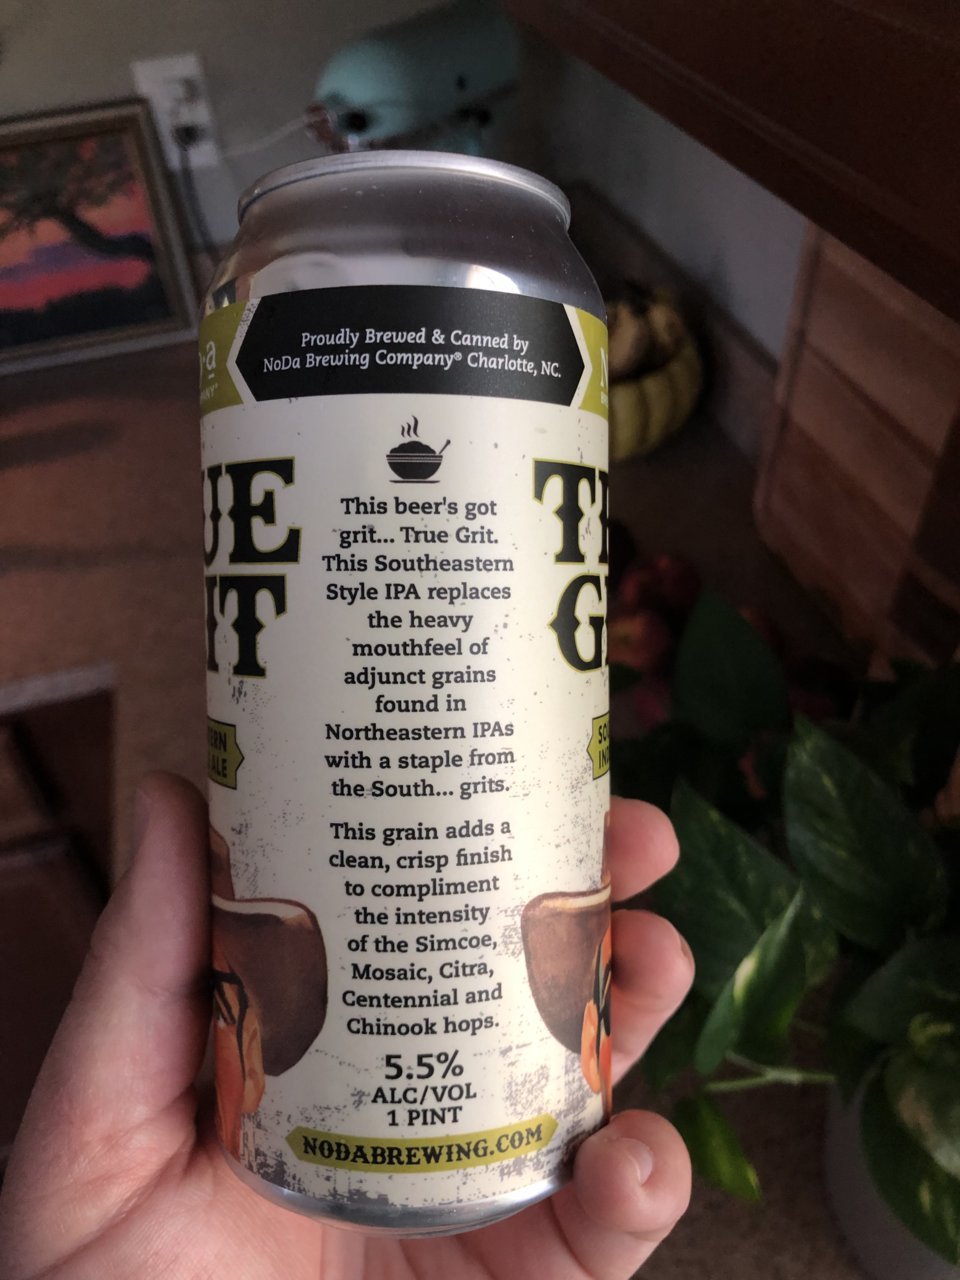 Proudly Brewed & Canned by
NoDa Brewing Company® Charlotte, NC.
This beer's got
grit... True Grit.
This Southeastern
Style IPA replaces
the heavy
mouthfeel of
adjunct grains
found in
Northeastern IPAs
with a staple from
the South... grits.
This grain adds a
clean, crisp finish
to compliment
the intensity
of the Simcoe,
Mosaic, Citra,
Centennial and
Chinook hops.
5.5%
ALC/VOL
1 PINT
NODABREWING.COM
UE
IT
ALE